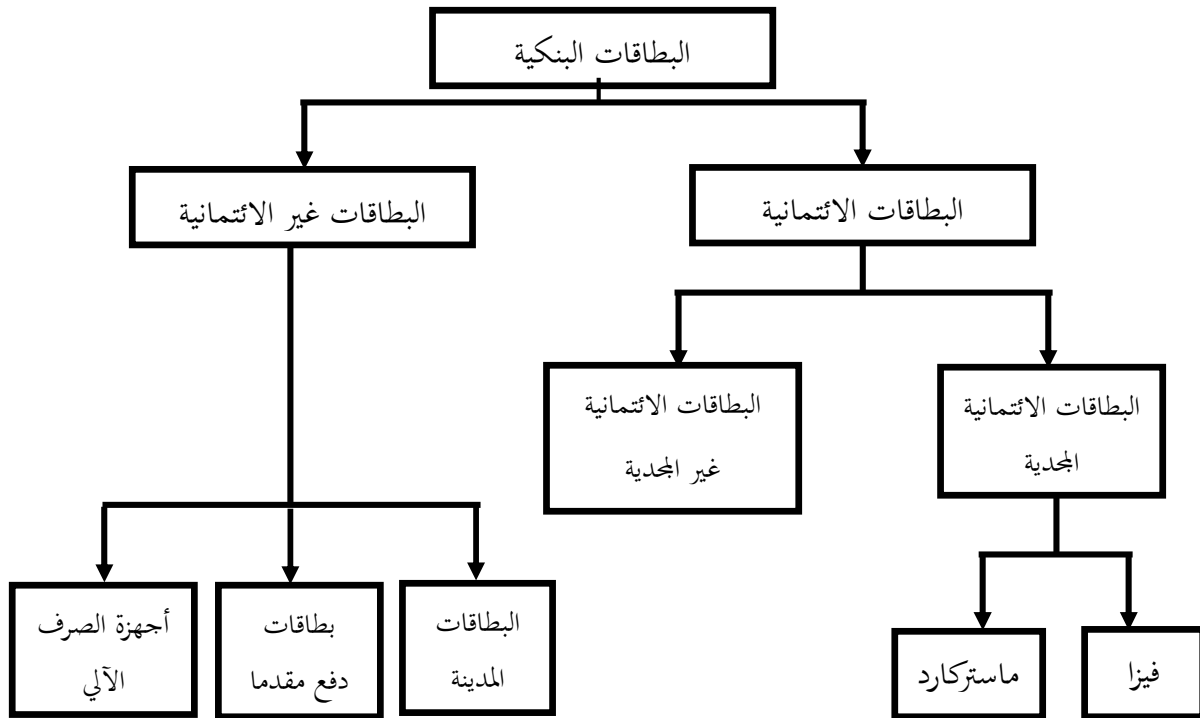 البطاقات البنكية
البطاقات الائتمانية
البطاقات غير الائتمانية
البطاقات الائتمانية
المجدية
البطاقات الائتمانية
غير المجدية
فيزا
ماستركارد
البطاقات
المدينة
بطاقات
دفع مقدما
أجهزة الصرف
الآلي